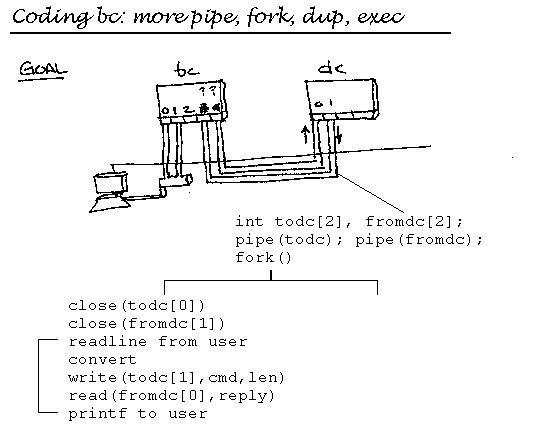 Coding bc: more pipe, fork, dup, exec
GOAL
bc
dc
??
0 1 2
0 1
int todc[2], fromdc[2];
pipe(todc); pipe(fromdc);
fork()
close(todc[0])
close(fromdc[1])
readline from user
convert
write(todc[1],cmd,len)
read(fromdc[0],reply)
printf to user